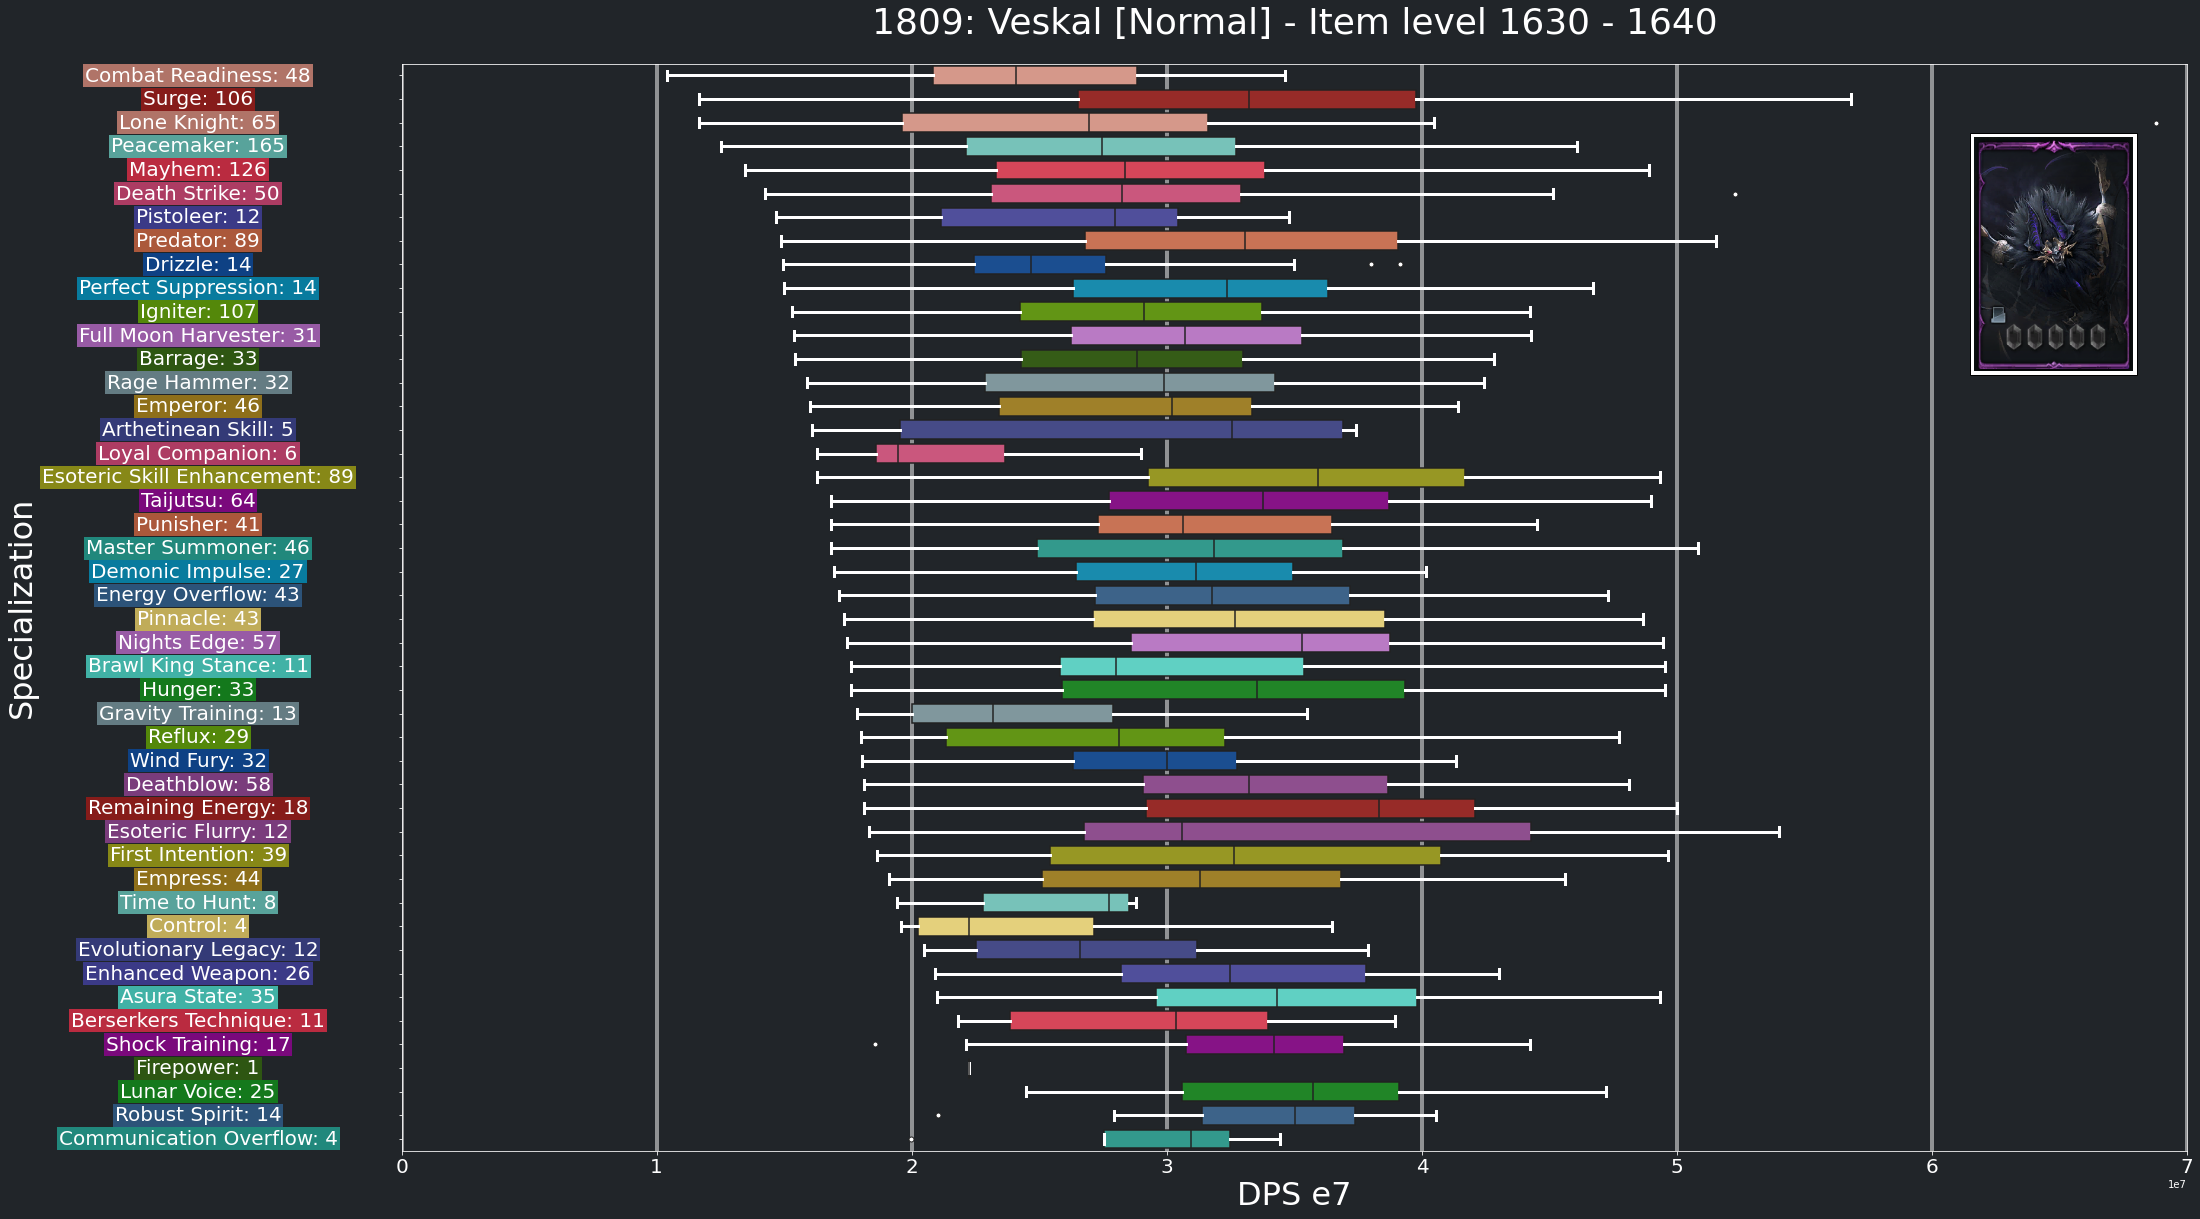 1809: Veskal [Normal] - Item level 1630 - 1640
Specialization
Combat Readiness: 48
Surge: 106
Lone Knight: 65
Peacemaker: 165
Mayhem: 126
Death Strike: 50
Pistoleer: 12
Predator: 89
Drizzle: 14
Perfect Suppression: 14
Igniter: 107
Full Moon Harvester: 31
Barrage: 33
Rage Hammer: 32
Emperor: 46
Arthetinean Skill: 5
Loyal Companion: 6
Esoteric Skill Enhancement: 89
Taijutsu: 64
Punisher: 41
Master Summoner: 46
Demonic Impulse: 27
Energy Overflow: 43
Pinnacle: 43
Nights Edge: 57
Brawl King Stance: 11
Hunger: 33
Gravity Training: 13
Reflux: 29
Wind Fury: 32
Deathblow: 58
Remaining Energy: 18
Esoteric Flurry: 12
First Intention: 39
Empress: 44
Time to Hunt: 8
Control: 4
Evolutionary Legacy: 12
Enhanced Weapon: 26
Asura State: 35
Berserkers Technique: 11
Shock Training: 17
Firepower: 1
Lunar Voice: 25
Robust Spirit: 14
Communication Overflow: 4
0 1 2 3 4 5 6 7
1e7
DPS e7